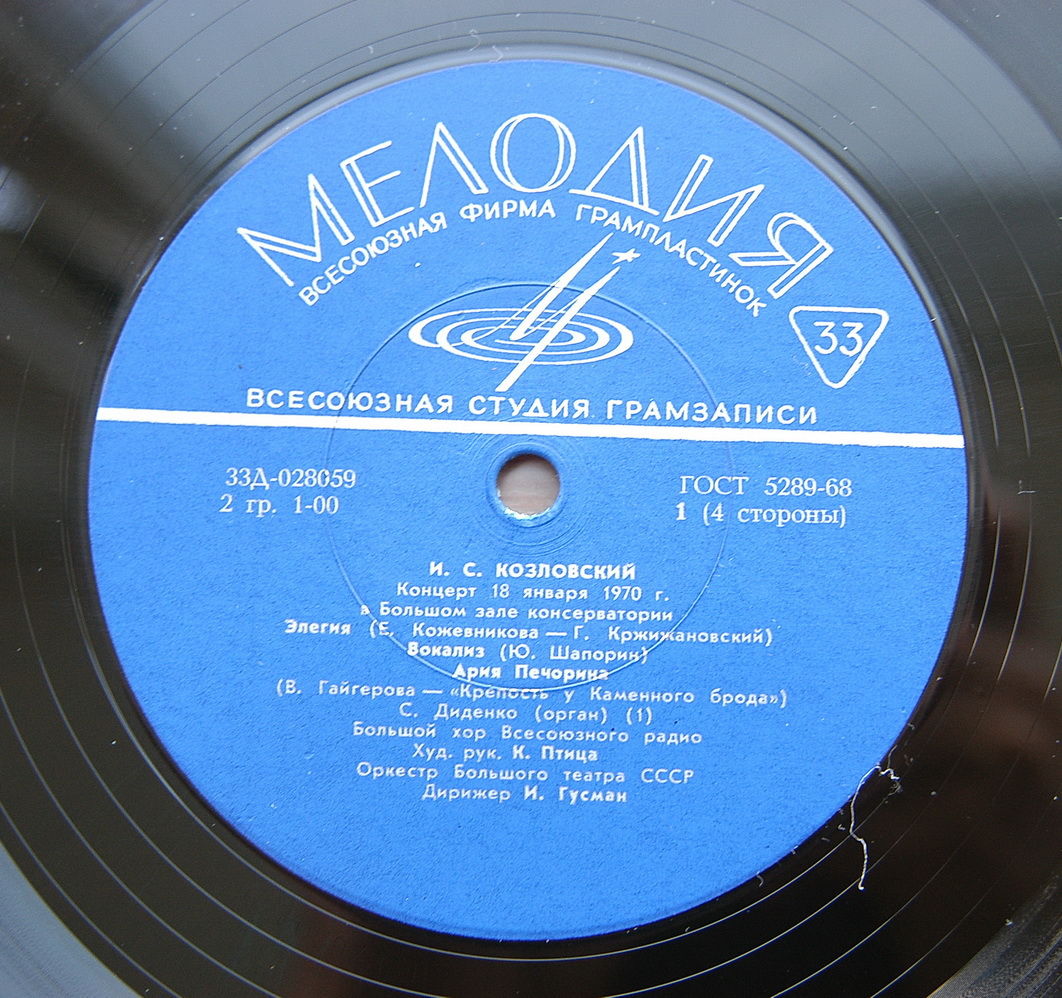 МЕЛОДИЯ
ВСЕСОЮЗНАЯ ФИРМА ГРАМПЛАСТИНОК
33
ВСЕСОЮЗНАЯ СТУДИЯ ГРАМЗАПИСИ
33Д-028059
2 гр. 1-00
ГОСТ 5289-68
1 (4 стороны)
И. С. КОЗЛОВСКИЙ
Концерт 18 января 1970 г.
в Большом зале консерватории
Элегия (Е. Кожевникова — Г. Кржижановский)
Вокализ (Ю. Шапорин)
Ария Печорина
(В. Гайгерова — «Крепость у Каменного брода»)
С. Диденко (орган) (1)
Большой хор Всесоюзного радио
Худ. рук. К. Птица
Оркестр Большого театра СССР
Дирижер И. Гусман